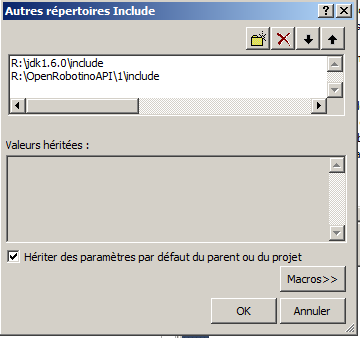 Autres répertoires Include
R:\jdk1.6.0\include
R:\OpenRobotinoAPI\1\include
Valeurs héritées :
Hériter des paramètres par défaut du parent ou du projet
Macros>>
OK
Annuler